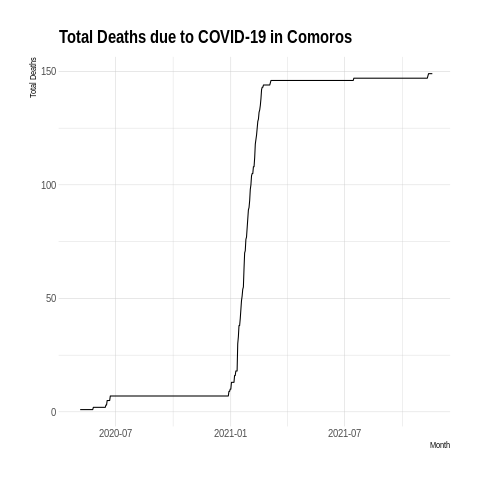 Total Deaths due to COVID-19 in Comoros
Total Deaths
150
100
50
0
2020-07 2021-01 2021-07
Month